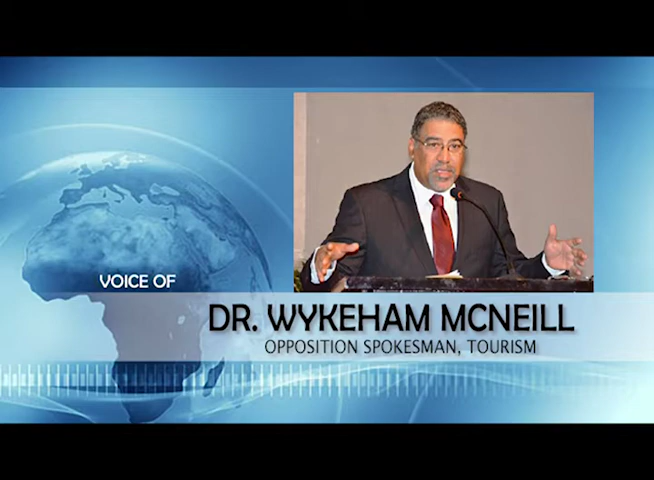 VOICE OF
DR. WYKEHAM MCNEILL
OPPOSITION SPOKESMAN, TOURISM